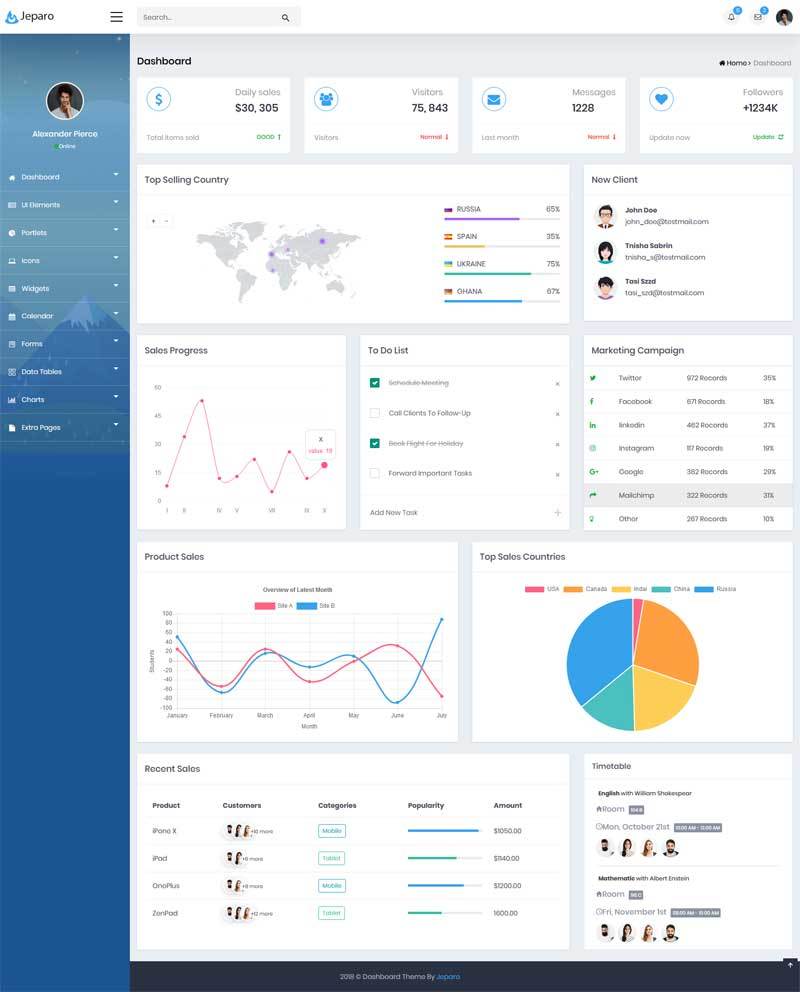 Jeparo
Search...
6
3
Alexander Pierce
Online
Dashboard
UI Elements
Portlets
Icons
Widgets
Calendar
Forms
Data Tables
Charts
Extra Pages
Dashboard
Home > Dashboard
Daily sales
$30, 305
Total items sold
GOOD
Visitors
75, 843
Visitors
Normal
Messages
1228
Last month
Normal
Followers
+1234K
Update now
Update
Top Selling Country
+ -
RUSSIA 65%
SPAIN 35%
UKRAINE 75%
GHANA 67%
New Client
John Doe
john_doe@testmail.com
Tnisha Sabrin
tnisha_s@testmail.com
Tasi Szzd
tasi_szd@testmail.com
Sales Progress
60
45
30
15
0
X
value: 19
I II IV V VII IX X
To Do List
Schedule Meeting ×
Call Clients To Follow-Up ×
Book Flight For Holiday ×
Forward Important Tasks ×
Add New Task +
Marketing Campaign
Twitter 972 Records 35%
Facebook 671 Records 18%
linkedin 462 Records 37%
Instagram 117 Records 19%
Google 362 Records 29%
Mailchimp 322 Records 31%
Other 267 Records 10%
Product Sales
Overview of Latest Month
Site A Site B
100
80
60
40
20
0
-20
-40
-60
-80
-100
Students
January February March April May June July
Month
Top Sales Countries
USA Canada Indai China Russia
Recent Sales
Product Customers Categories Popularity Amount
iPone X +18 more Mobile $1050.00
iPad +6 more Tablet $1140.00
OnePlus +8 more Mobile $1200.00
ZenPad +12 more Tablet 1600.00
Timetable
English with William Shakespear
Room 104 B
Mon, October 21st 10:00 AM - 12:00 AM
Mathematic with Albert Enstein
Room 98 C
Fri, November 1st 09:00 AM - 10:00 AM
2018 © Dashboard Theme By Jeparo